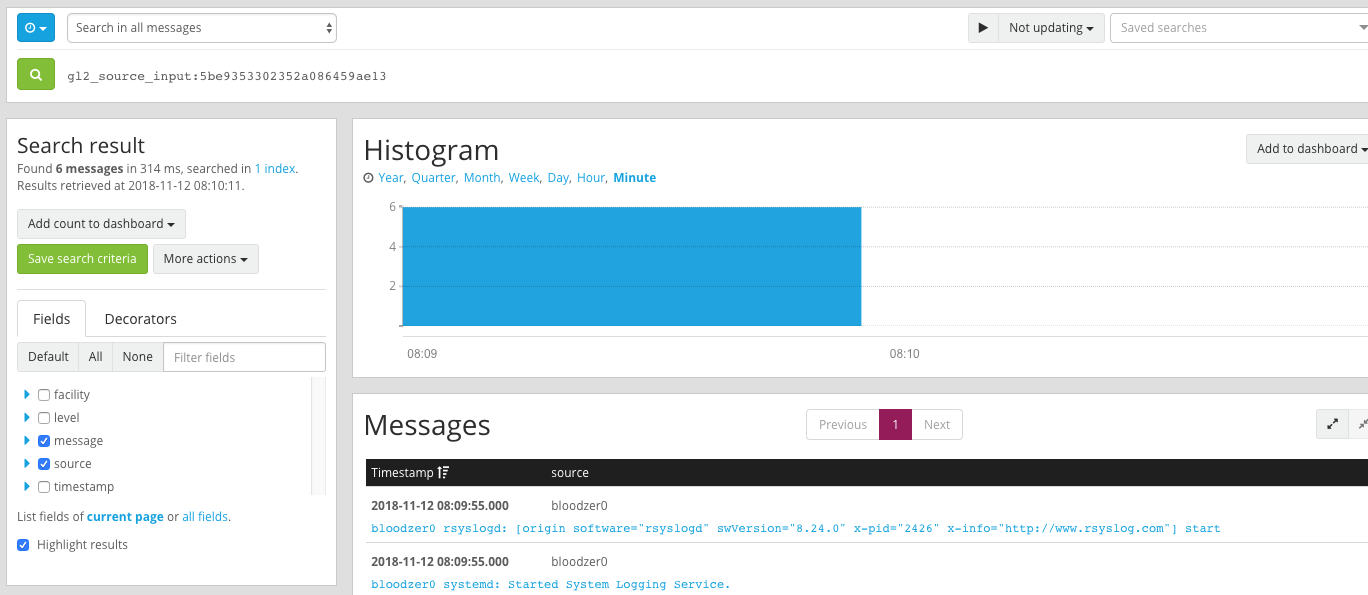 Search in all messages
Not updating
Saved searches
gl2_source_input:5be9353302352a086459ae13
Search result
Found 6 messages in 314 ms, searched in 1 index.
Results retrieved at 2018-11-12 08:10:11.
Add count to dashboard
Save search criteria
More actions
Fields
Decorators
Default
All
None
Filter fields
facility
level
message
source
timestamp
List fields of current page or all fields.
Highlight results
Histogram
Add to dashboard
Year, Quarter, Month, Week, Day, Hour, Minute
6
4
2
08:09
08:10
Messages
Previous
1
Next
Timestamp
source
2018-11-12 08:09:55.000
bloodzer0
bloodzer0 rsyslogd: [origin software="rsyslogd" swVersion="8.24.0" x-pid="2426" x-info="http://www.rsyslog.com"] start
2018-11-12 08:09:55.000
bloodzer0
bloodzer0 systemd: Started System Logging Service.